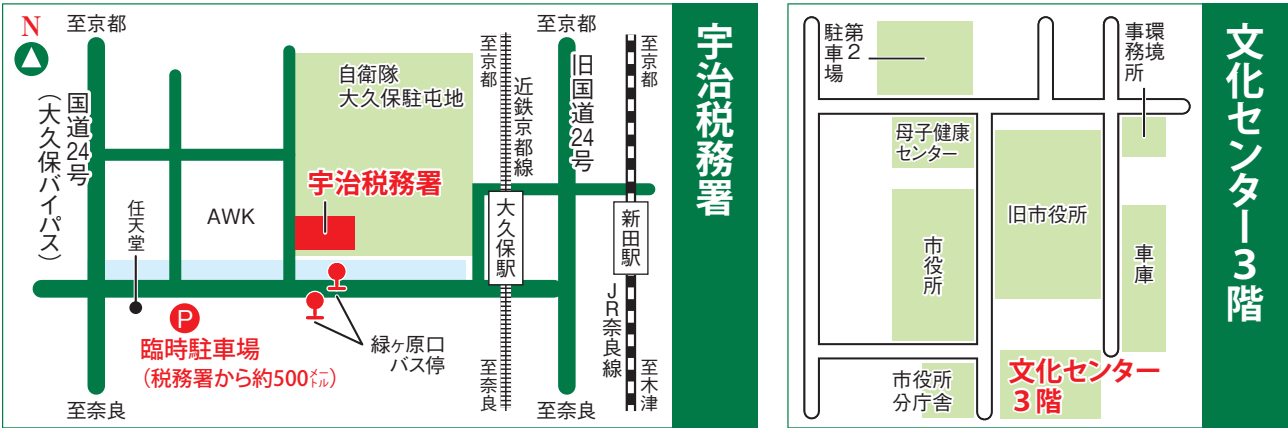 N
至京都
国道24号
（大久保バイパス）
至奈良
任天堂
AWK
自衛隊
大久保駐屯地
宇治税務署
P
臨時駐車場
（税務署から約500㍍）
緑ヶ原口
バス停
至京都
近鉄京都線
大久保駅
至奈良
至京都
旧国道24号
至奈良
至京都
新田駅
JR奈良線
至木津
宇治税務署
第2
駐車場
環境
事務所
母子健康
センター
旧市役所
市役所
車庫
市役所
分庁舎
文化センター
3階
文化センター3階